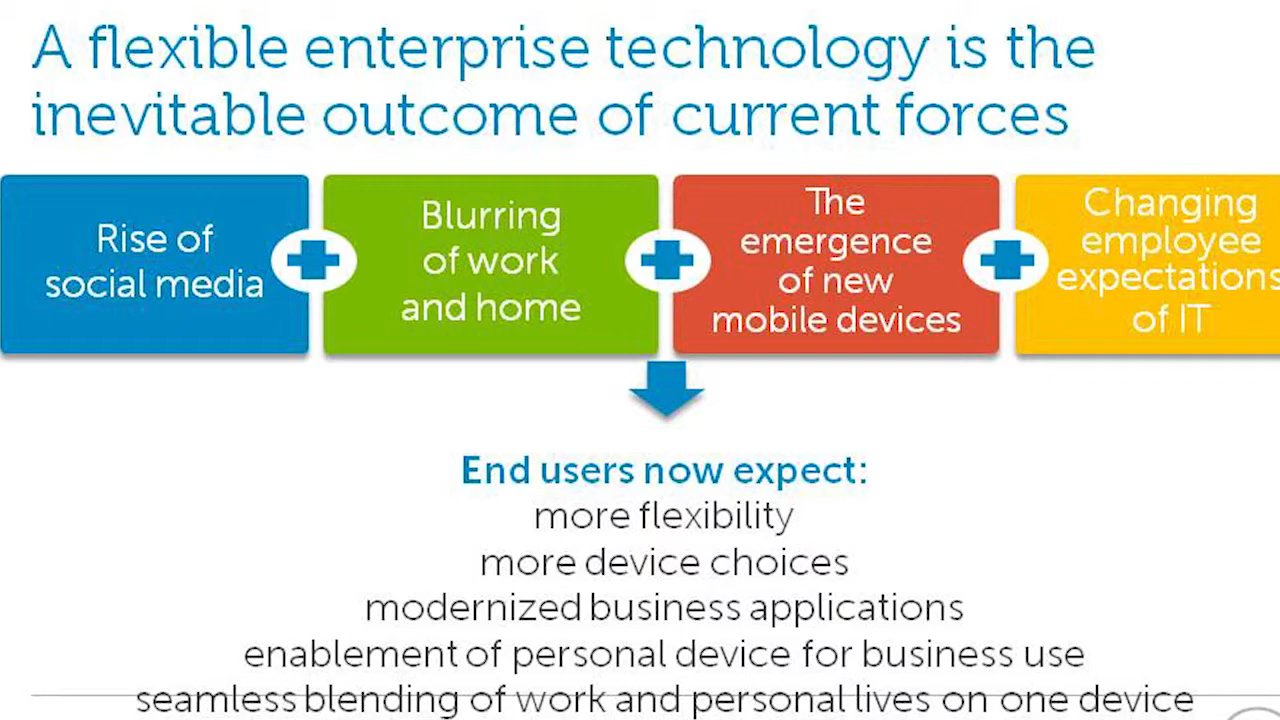 A flexible enterprise technology is the
inevitable outcome of current forces
Rise of
social media
Blurring
of work
and home
The
emergence
of new
mobile devices
Changing
employee
expectations
of IT
End users now expect:
more flexibility
more device choices
modernized business applications
enablement of personal device for business use
seamless blending of work and personal lives on one device